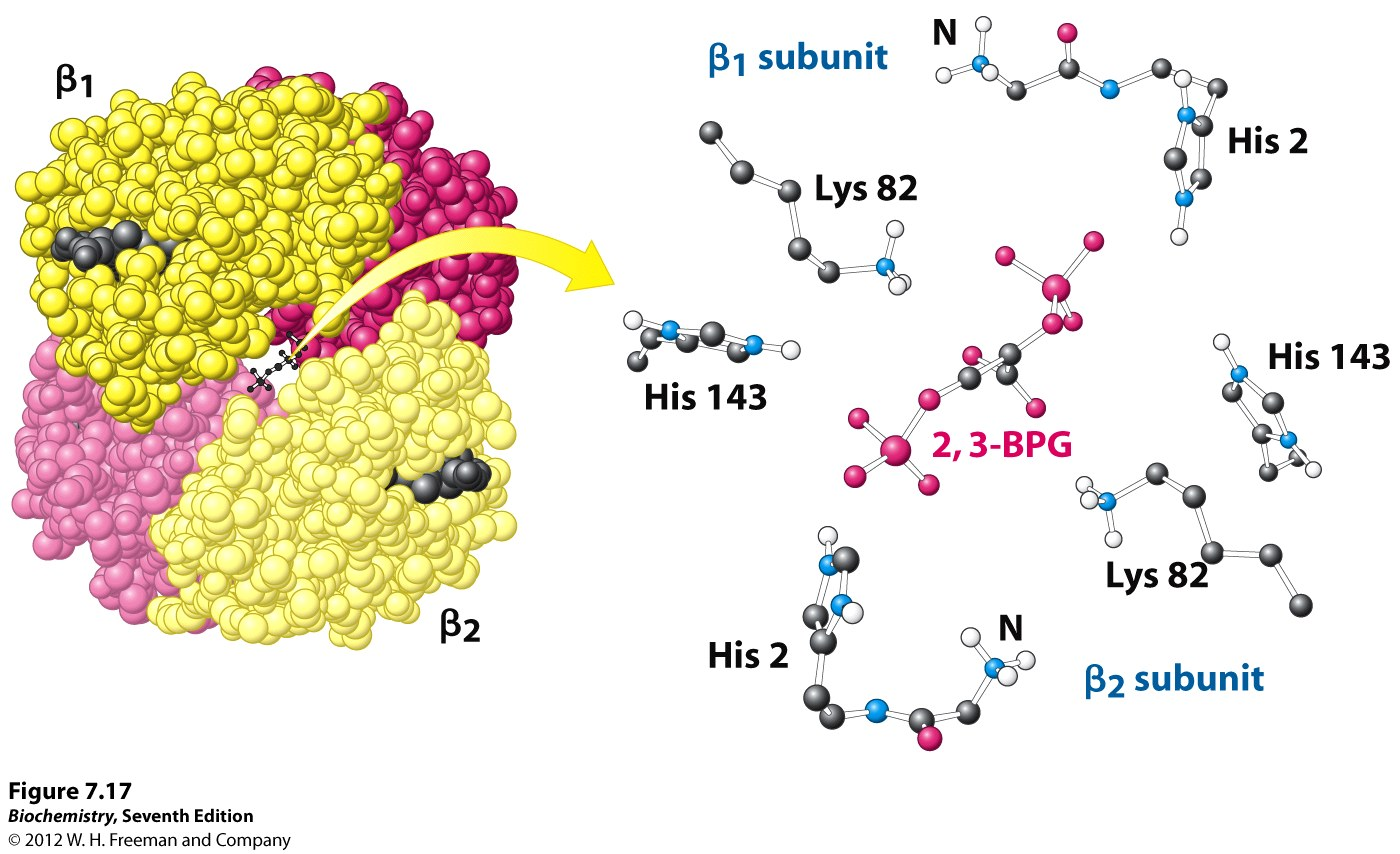 β1
β2
β1 subunit
N
His 2
Lys 82
His 143
His 143
2, 3-BPG
Lys 82
His 2
N
β2 subunit
Figure 7.17
Biochemistry, Seventh Edition
© 2012 W. H. Freeman and Company